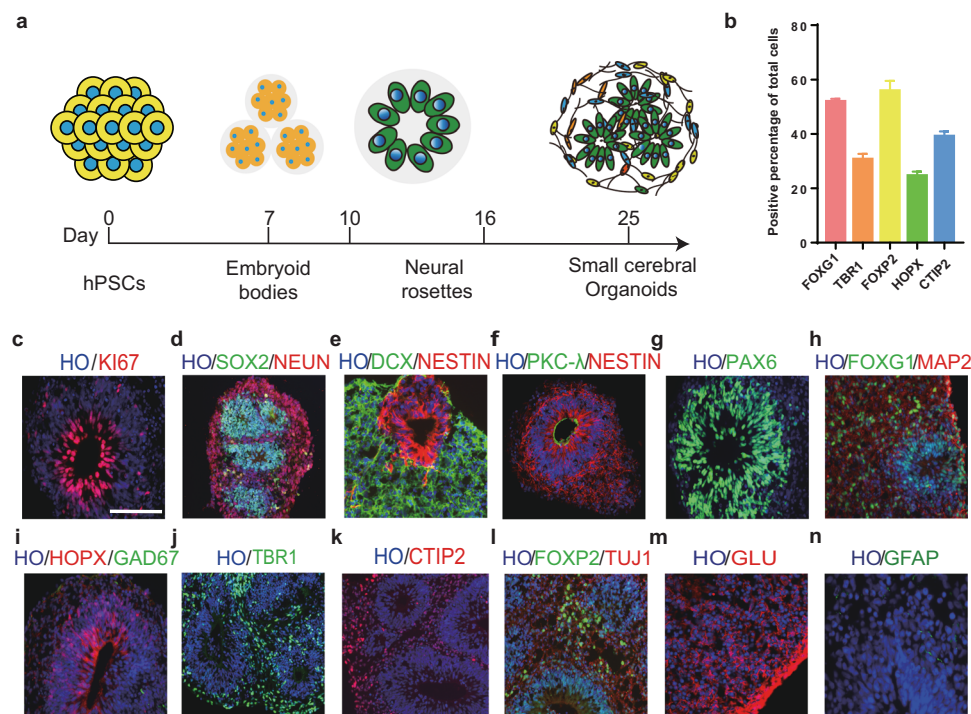 a
0
7
10
16
25
Day
hPSCs
Embryoid
bodies
Neural
rosettes
Small cerebral
Organoids
b
Positive percentage of total cells
80
60
40
20
0
FOXG1
TBR1
FOXP2
HOPX
CTIP2
c
HO/KI67
d
HO/SOX2/NEUN
e
HO/DCX/NESTIN
f
HO/PKC-λ/NESTIN
g
HO/PAX6
h
HO/FOXG1/MAP2
i
HO/HOPX/GAD67
j
HO/TBR1
k
HO/CTIP2
l
HO/FOXP2/TUJ1
m
HO/GLU
n
HO/GFAP